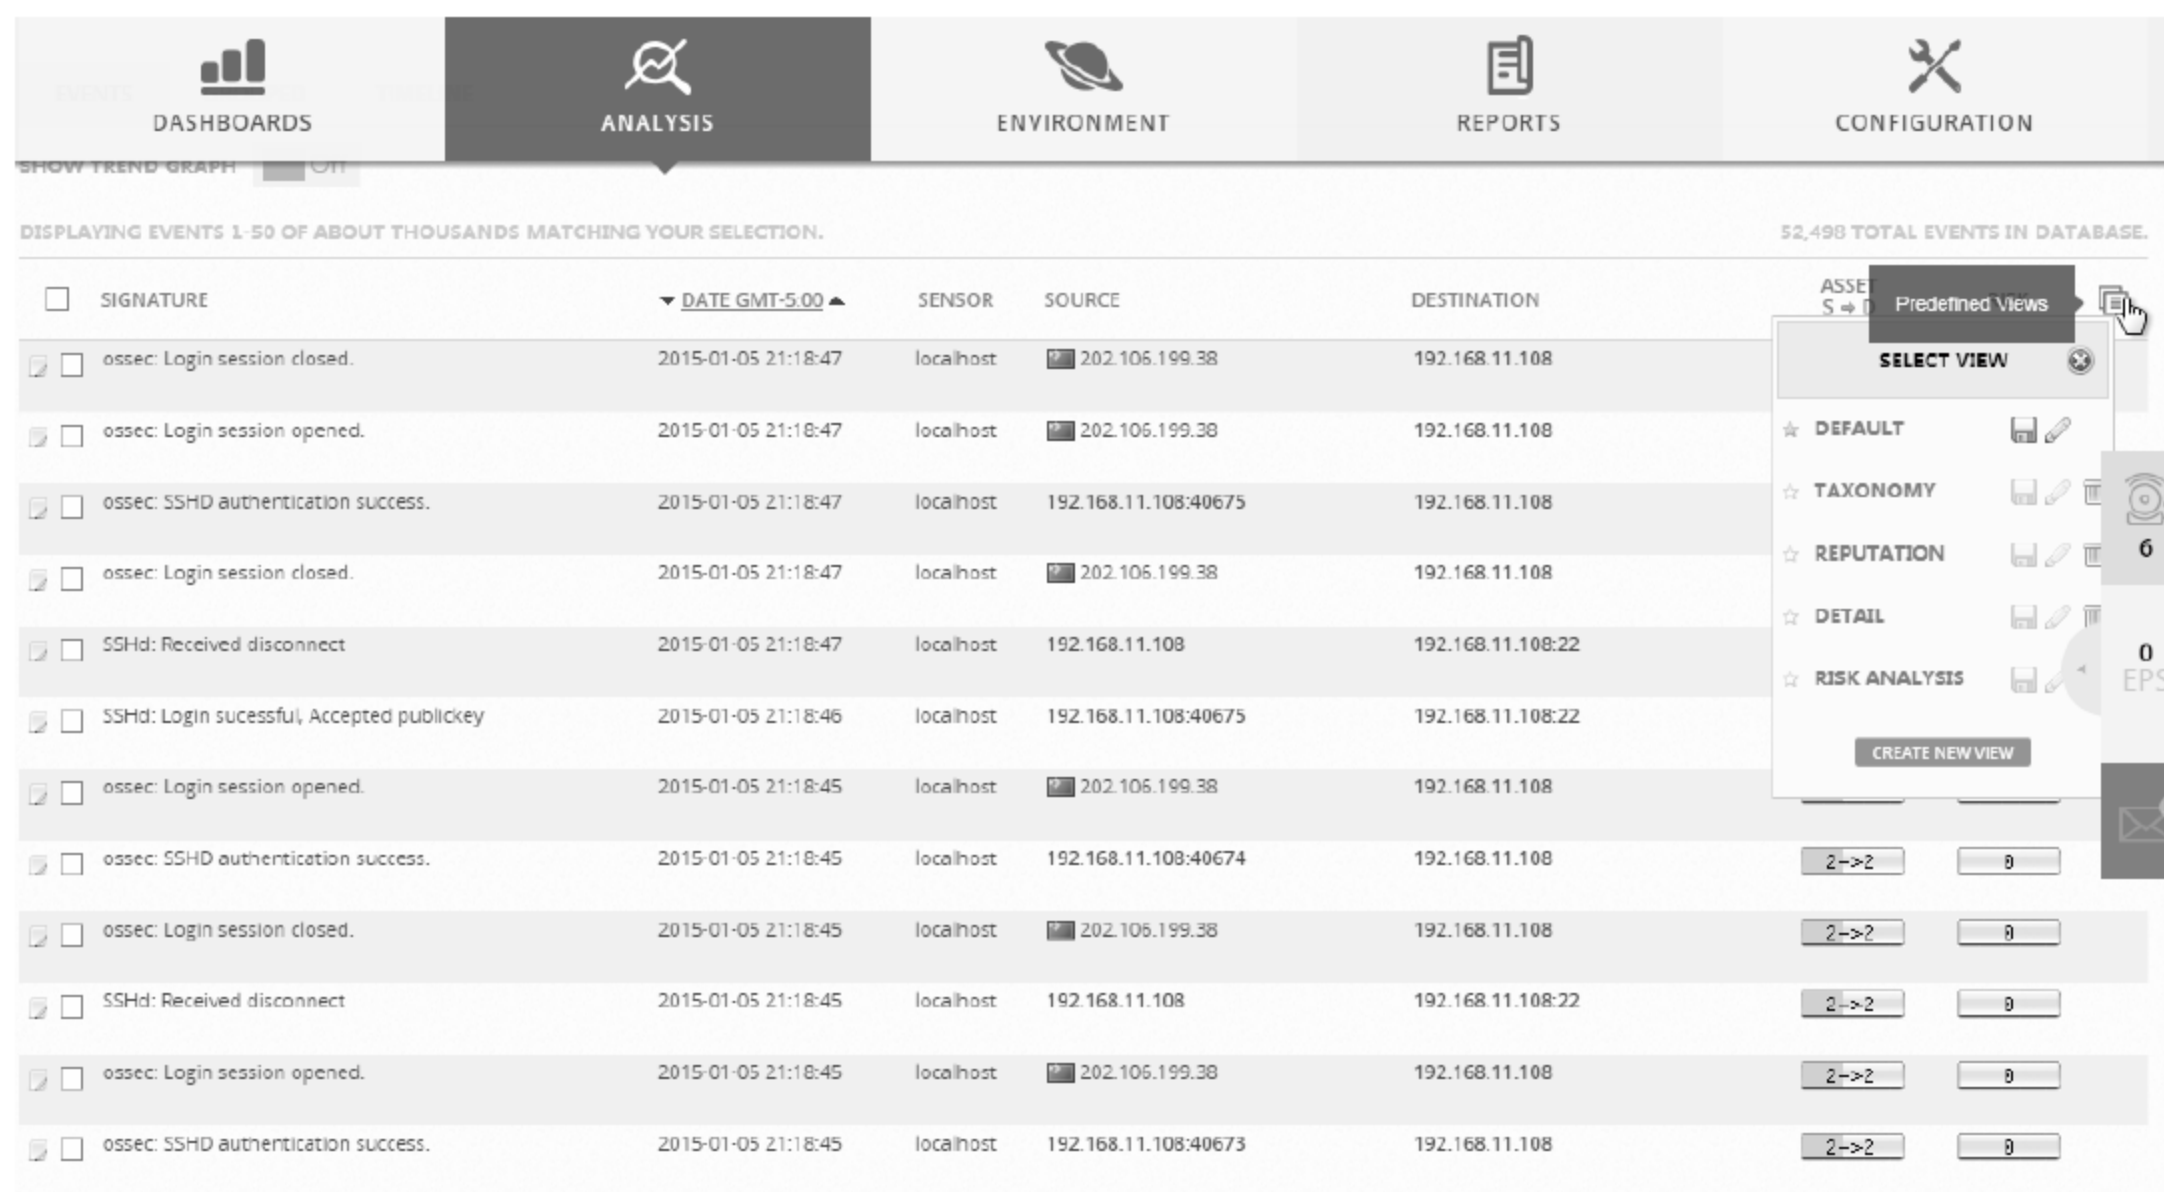 DASHBOARDS
ANALYSIS
ENVIRONMENT
REPORTS
CONFIGURATION
EVENTS
SHOW TREND GRAPH Off
DISPLAYING EVENTS 1-50 OF ABOUT THOUSANDS MATCHING YOUR SELECTION.
52,498 TOTAL EVENTS IN DATABASE.
SIGNATURE DATE GMT-5:00 SENSOR SOURCE DESTINATION ASSET
S ➔ D
Predefined Views
ossec: Login session closed. 2015-01-05 21:18:47 localhost 202.106.199.38 192.168.11.108
ossec: Login session opened. 2015-01-05 21:18:47 localhost 202.106.199.38 192.168.11.108
ossec: SSHD authentication success. 2015-01-05 21:18:47 localhost 192.168.11.108:40675 192.168.11.108
ossec: Login session closed. 2015-01-05 21:18:47 localhost 202.106.199.38 192.168.11.108
SSHd: Received disconnect 2015-01-05 21:18:47 localhost 192.168.11.108 192.168.11.108:22
SSHd: Login sucessful, Accepted publickey 2015-01-05 21:18:46 localhost 192.168.11.108:40675 192.168.11.108:22
ossec: Login session opened. 2015-01-05 21:18:45 localhost 202.106.199.38 192.168.11.108
ossec: SSHD authentication success. 2015-01-05 21:18:45 localhost 192.168.11.108:40674 192.168.11.108 2->2 0
ossec: Login session closed. 2015-01-05 21:18:45 localhost 202.106.199.38 192.168.11.108 2->2 0
SSHd: Received disconnect 2015-01-05 21:18:45 localhost 192.168.11.108 192.168.11.108:22 2->2 0
ossec: Login session opened. 2015-01-05 21:18:45 localhost 202.106.199.38 192.168.11.108 2->2 0
ossec: SSHD authentication success. 2015-01-05 21:18:45 localhost 192.168.11.108:40673 192.168.11.108 2->2 0
SELECT VIEW
DEFAULT
TAXONOMY
REPUTATION
DETAIL
RISK ANALYSIS
CREATE NEW VIEW
6
0
EPS